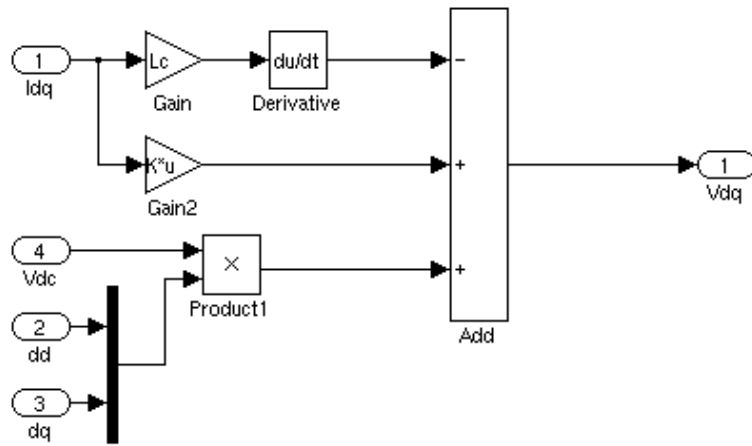 1
Idq
Lc
Gain
du/dt
Derivative
K*u
Gain2
4
Vdc
×
Product1
2
dd
3
dq
−
+
+
Add
1
Vdq